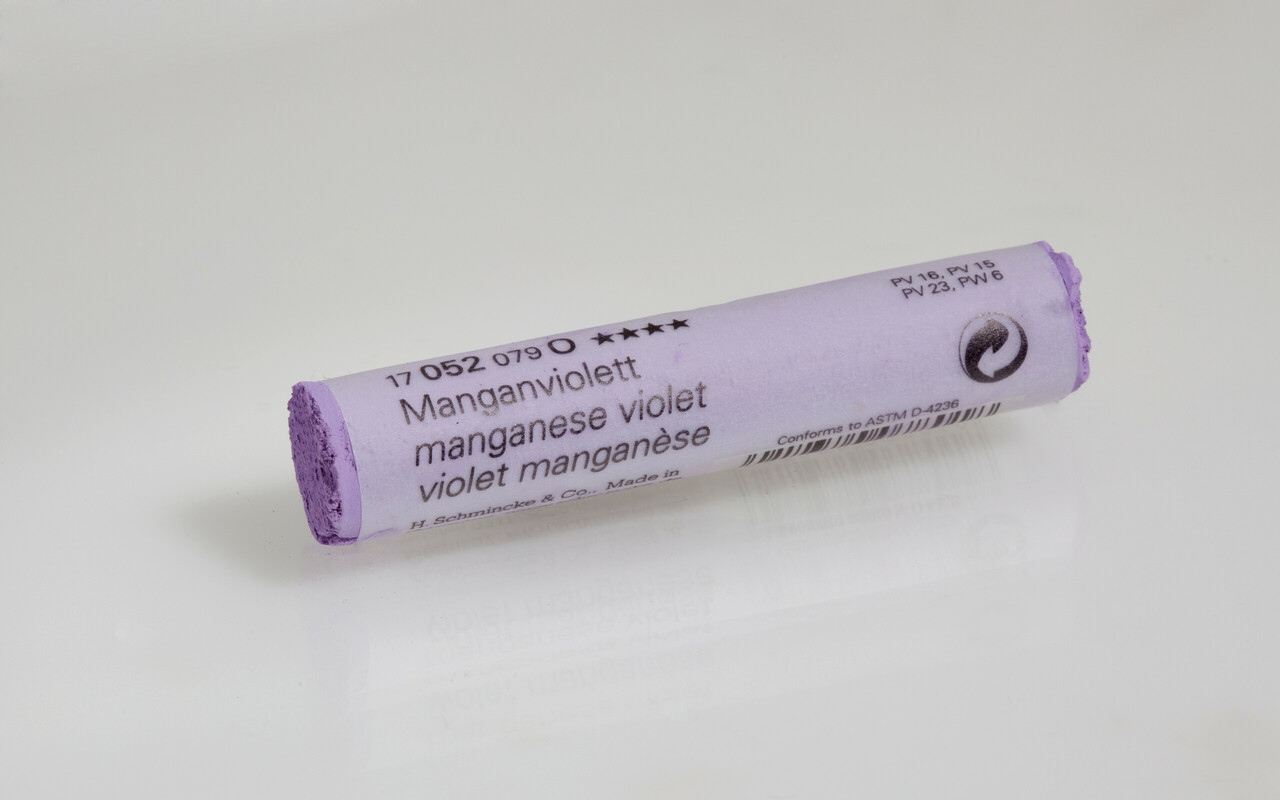 17 052 079 O ★★★★
Manganviolett
manganese violet
violet manganèse
H. Schmincke & Co., Made in
PV 16, PV 15
PV 23, PW 6
Conforms to ASTM D-4236